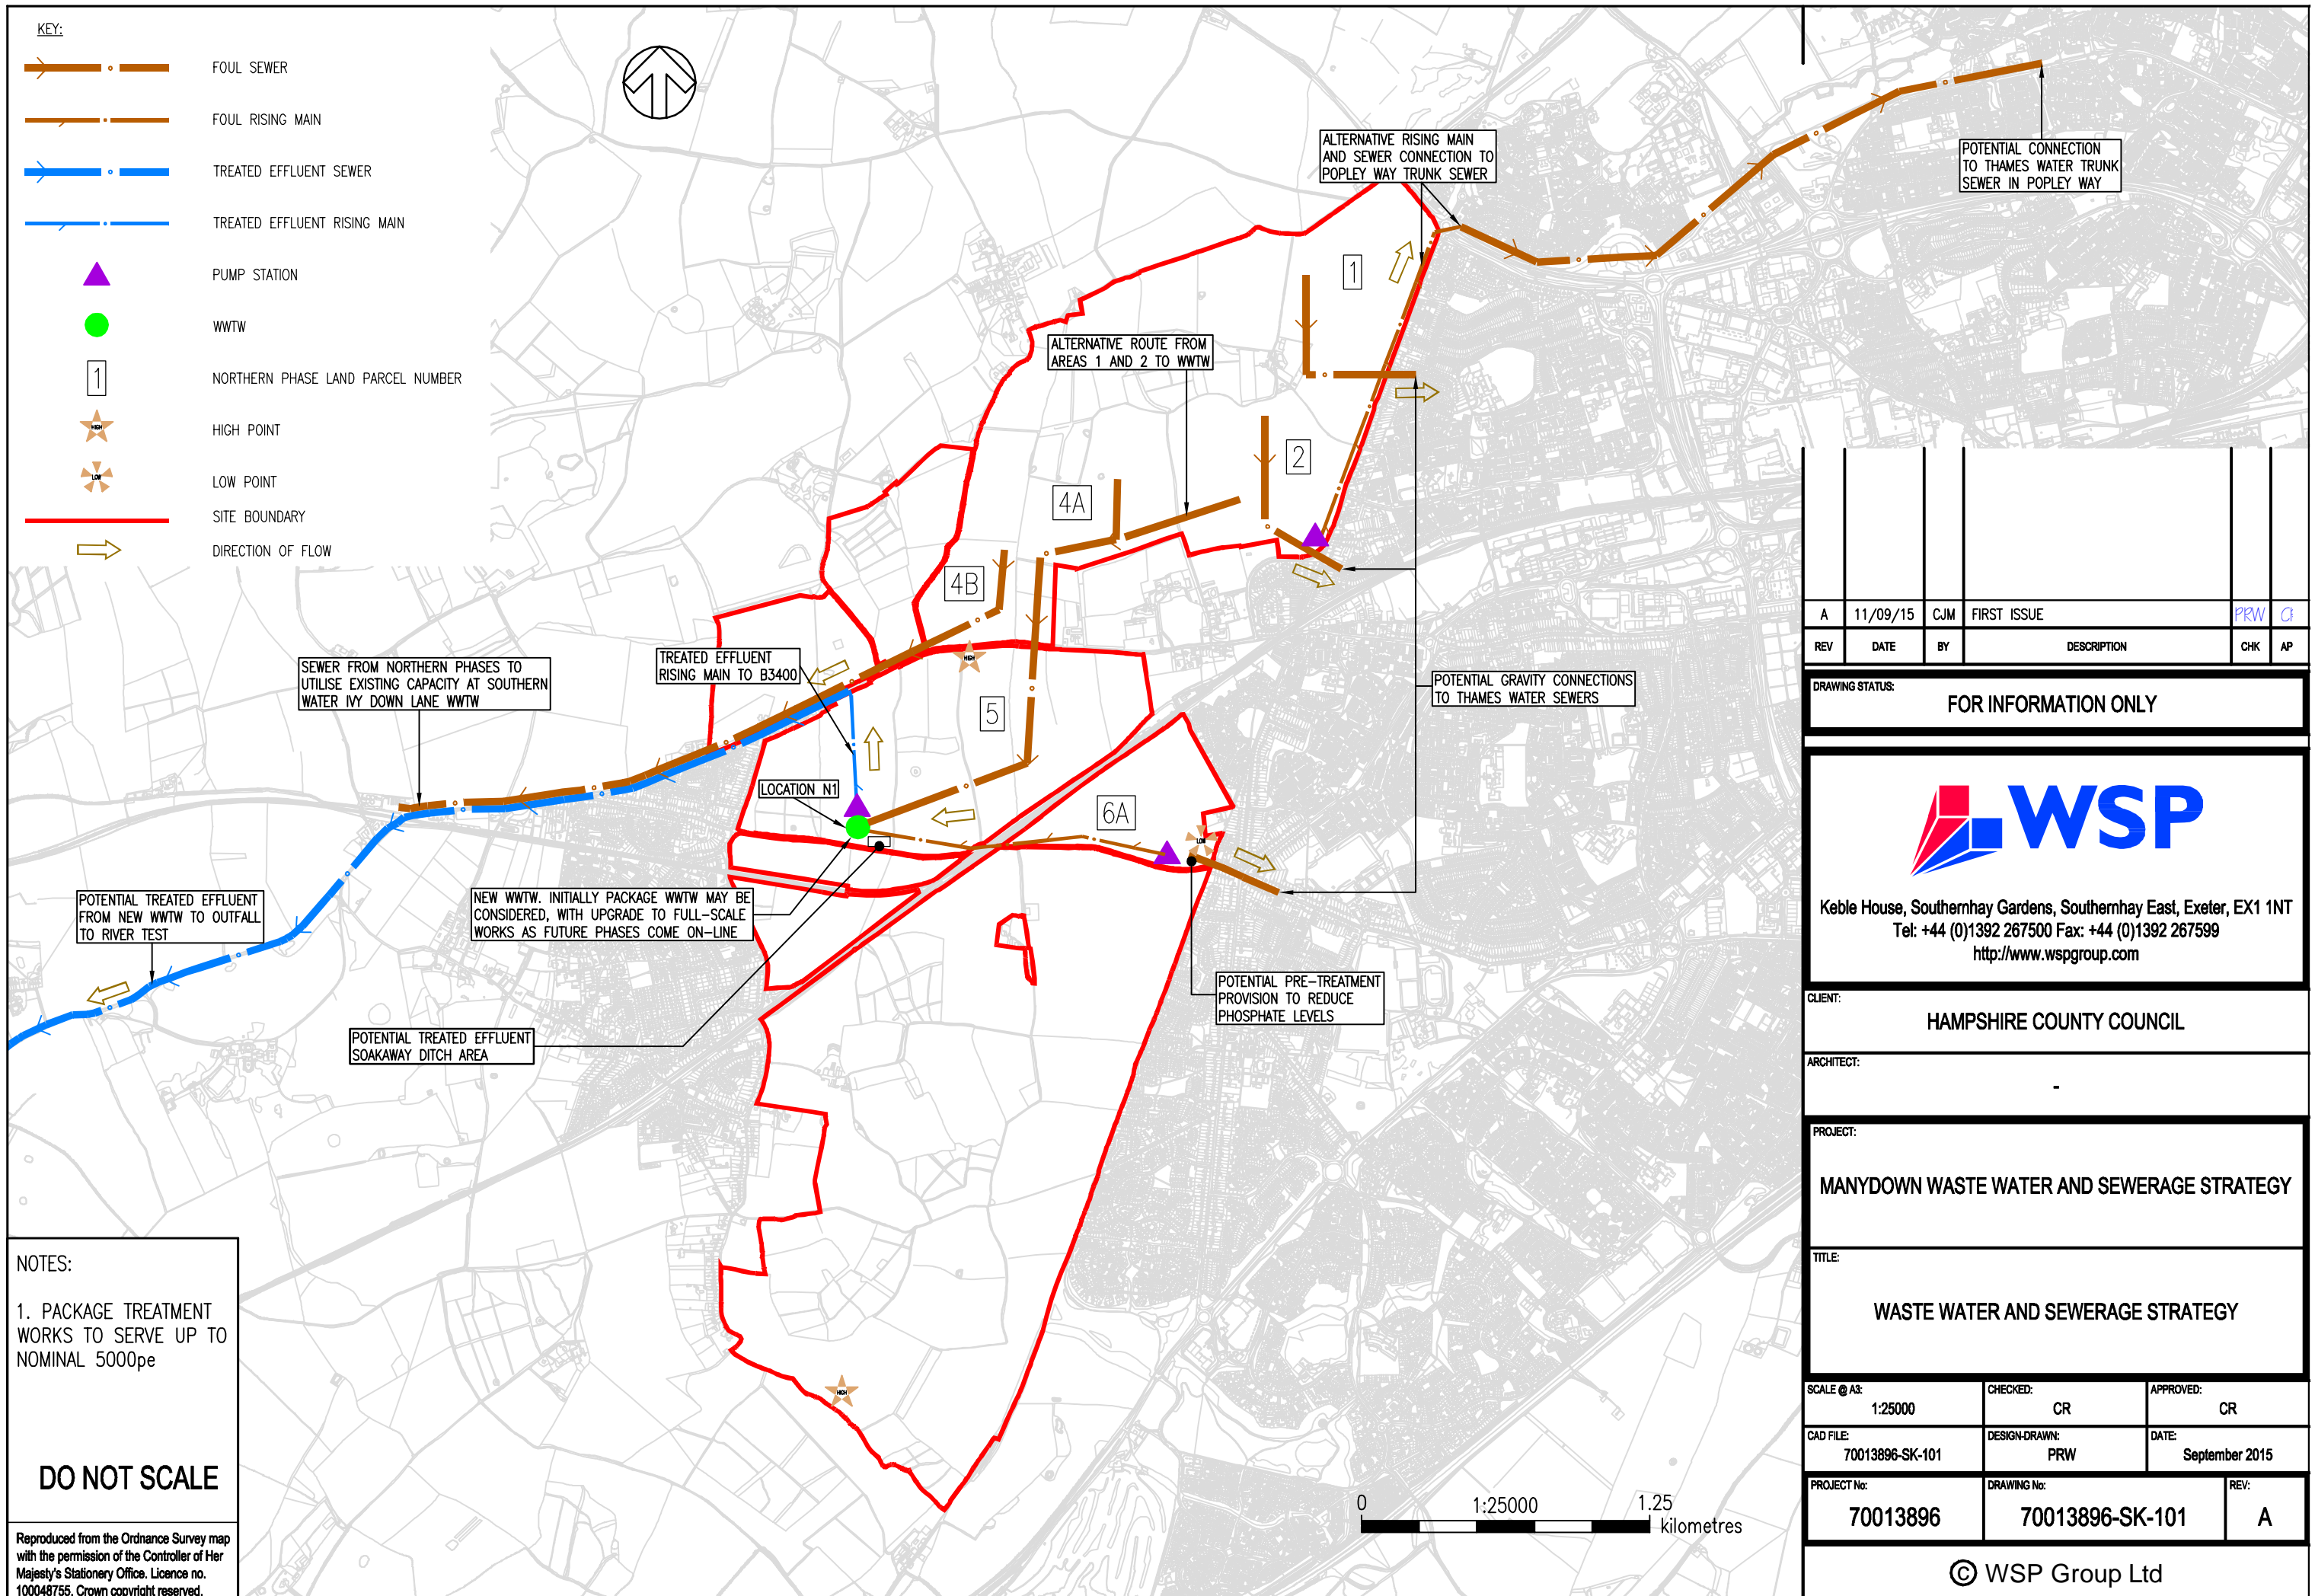 KEY:
FOUL SEWER
FOUL RISING MAIN
TREATED EFFLUENT SEWER
TREATED EFFLUENT RISING MAIN
PUMP STATION
WWTW
1
NORTHERN PHASE LAND PARCEL NUMBER
HIGH
HIGH POINT
LOW
LOW POINT
SITE BOUNDARY
DIRECTION OF FLOW
ALTERNATIVE RISING MAIN
AND SEWER CONNECTION TO
POPLEY WAY TRUNK SEWER
POTENTIAL CONNECTION
TO THAMES WATER TRUNK
SEWER IN POPLEY WAY
1
ALTERNATIVE ROUTE FROM
AREAS 1 AND 2 TO WWTW
2
4A
4B
HIGH
SEWER FROM NORTHERN PHASES TO
UTILISE EXISTING CAPACITY AT SOUTHERN
WATER IVY DOWN LANE WWTW
TREATED EFFLUENT
RISING MAIN TO B3400
5
POTENTIAL GRAVITY CONNECTIONS
TO THAMES WATER SEWERS
LOCATION N1
6A
LOW
POTENTIAL TREATED EFFLUENT
FROM NEW WWTW TO OUTFALL
TO RIVER TEST
NEW WWTW. INITIALLY PACKAGE WWTW MAY BE
CONSIDERED, WITH UPGRADE TO FULL-SCALE
WORKS AS FUTURE PHASES COME ON-LINE
POTENTIAL PRE-TREATMENT
PROVISION TO REDUCE
PHOSPHATE LEVELS
POTENTIAL TREATED EFFLUENT
SOAKAWAY DITCH AREA
HIGH
NOTES:
1. PACKAGE TREATMENT
WORKS TO SERVE UP TO
NOMINAL 5000pe
DO NOT SCALE
Reproduced from the Ordnance Survey map
with the permission of the Controller of Her
Majesty's Stationery Office. Licence no.
100048755. Crown copyright reserved.
0 1:25000 1.25
kilometres
A 11/09/15 CJM FIRST ISSUE PRW
REV DATE BY DESCRIPTION CHK AP
DRAWING STATUS:
FOR INFORMATION ONLY
WSP
Keble House, Southernhay Gardens, Southernhay East, Exeter, EX1 1NT
Tel: +44 (0)1392 267500 Fax: +44 (0)1392 267599
http://www.wspgroup.com
CLIENT:
HAMPSHIRE COUNTY COUNCIL
ARCHITECT:
-
PROJECT:
MANYDOWN WASTE WATER AND SEWERAGE STRATEGY
TITLE:
WASTE WATER AND SEWERAGE STRATEGY
SCALE @ A3: CHECKED: APPROVED:
1:25000 CR CR
CAD FILE: DESIGN-DRAWN: DATE:
70013896-SK-101 PRW September 2015
PROJECT No: DRAWING No: REV:
70013896 70013896-SK-101 A
© WSP Group Ltd